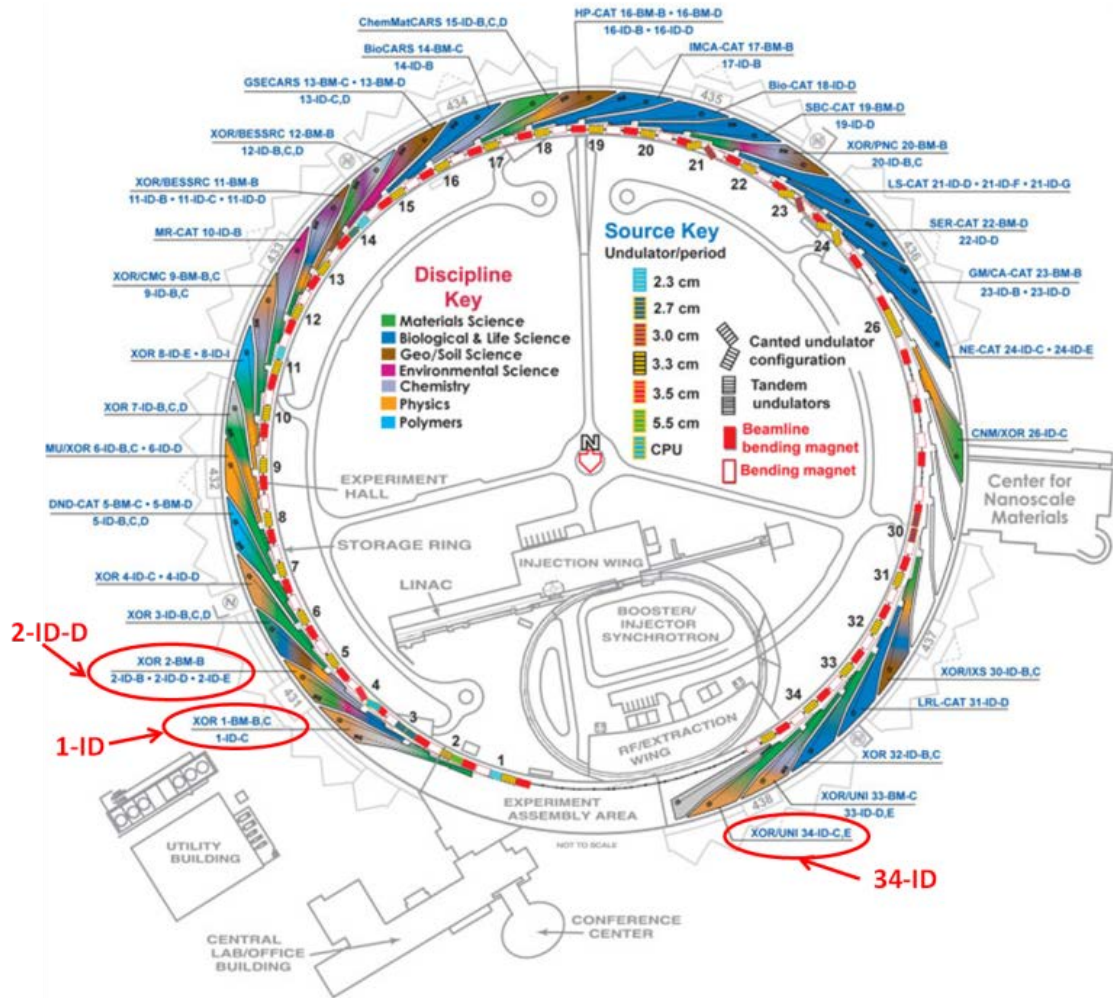 ChemMatCARS 15-ID-B,C,D
HP-CAT 16-BM-B • 16-BM-D
16-ID-B • 16-ID-D
BioCARS 14-BM-C
14-ID-B
IMCA-CAT 17-BM-B
17-ID-B
GSECARS 13-BM-C • 13-BM-D
13-ID-C,D
Bio-CAT 18-ID-D
SBC-CAT 19-BM-D
19-ID-D
XOR/BESSRC 12-BM-B
12-ID-B,C,D
XOR/PNC 20-BM-B
20-ID-B,C
XOR/BESSRC 11-BM-B
11-ID-B • 11-ID-C • 11-ID-D
LS-CAT 21-ID-D • 21-ID-F • 21-ID-G
MR-CAT 10-ID-B
SER-CAT 22-BM-D
22-ID-D
XOR/CMC 9-BM-B,C
9-ID-B,C
GM/CA-CAT 23-BM-B
23-ID-B • 23-ID-D
XOR 8-ID-E • 8-ID-I
NE-CAT 24-ID-C • 24-ID-E
XOR 7-ID-B,C,D
MU/XOR 6-ID-B,C • 6-ID-D
CNM/XOR 26-ID-C
DND-CAT 5-BM-C • 5-BM-D
5-ID-B,C,D
XOR 4-ID-C • 4-ID-D
XOR 3-ID-B,C,D
2-ID-D
XOR 2-BM-B
2-ID-B • 2-ID-D • 2-ID-E
1-ID
XOR 1-BM-B,C
1-ID-C
XOR/IXS 30-ID-B,C
LRL-CAT 31-ID-D
XOR 32-ID-B,C
XOR/UNI 33-BM-C
33-ID-D,E
XOR/UNI 34-ID-C,E
34-ID
431
432
433
434
435
436
437
438
1
2
3
4
5
6
7
8
9
10
11
12
13
14
15
16
17
18
19
20
21
22
23
24
26
30
31
32
33
34
Discipline
Key
Materials Science
Biological & Life Science
Geo/Soil Science
Environmental Science
Chemistry
Physics
Polymers
Source Key
Undulator/period
2.3 cm
2.7 cm
3.0 cm
3.3 cm
3.5 cm
5.5 cm
CPU
Canted undulator
configuration
Tandem
undulators
Beamline
bending magnet
Bending magnet
N
EXPERIMENT
HALL
STORAGE RING
LINAC
INJECTION WING
BOOSTER/
INJECTOR
SYNCHROTRON
RF/EXTRACTION
WING
Center for
Nanoscale
Materials
EXPERIMENT
ASSEMBLY AREA
NOT TO SCALE
UTILITY
BUILDING
CENTRAL
LAB/OFFICE
BUILDING
CONFERENCE
CENTER